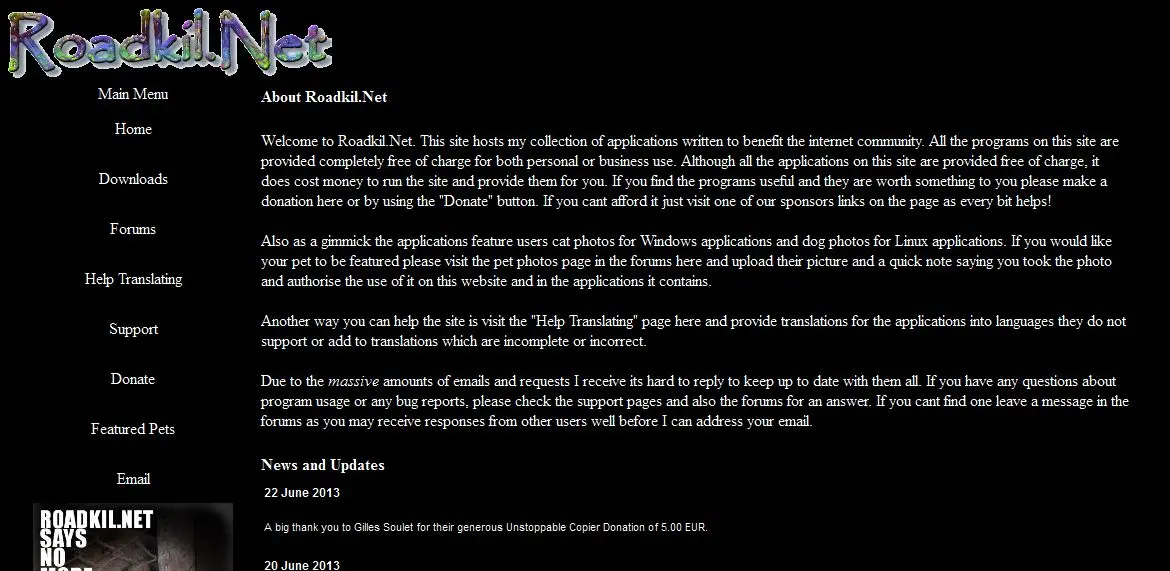 Roadkil.Net
Main Menu
Home
Downloads
Forums
Help Translating
Support
Donate
Featured Pets
Email
ROADKIL.NET
SAYS
NO
MORE
About Roadkil.Net
Welcome to Roadkil.Net. This site hosts my collection of applications written to benefit the internet community. All the programs on this site are
provided completely free of charge for both personal or business use. Although all the applications on this site are provided free of charge, it
does cost money to run the site and provide them for you. If you find the programs useful and they are worth something to you please make a
donation here or by using the "Donate" button. If you cant afford it just visit one of our sponsors links on the page as every bit helps!
Also as a gimmick the applications feature users cat photos for Windows applications and dog photos for Linux applications. If you would like
your pet to be featured please visit the pet photos page in the forums here and upload their picture and a quick note saying you took the photo
and authorise the use of it on this website and in the applications it contains.
Another way you can help the site is visit the "Help Translating" page here and provide translations for the applications into languages they do not
support or add to translations which are incomplete or incorrect.
Due to the massive amounts of emails and requests I receive its hard to reply to keep up to date with them all. If you have any questions about
program usage or any bug reports, please check the support pages and also the forums for an answer. If you cant find one leave a message in the
forums as you may receive responses from other users well before I can address your email.
News and Updates
22 June 2013
A big thank you to Gilles Soulet for their generous Unstoppable Copier Donation of 5.00 EUR.
20 June 2013